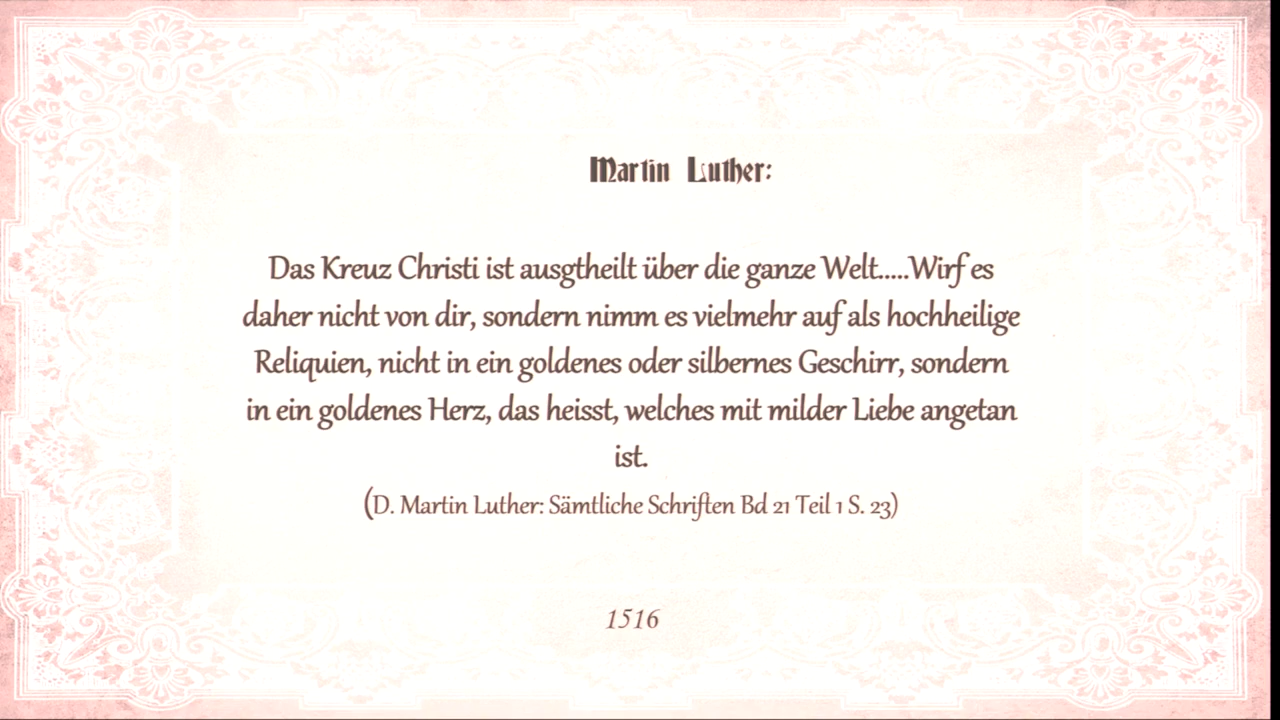 Martin Luther:
Das Kreuz Christi ist ausgtheilt über die ganze Welt.....Wirf es
daher nicht von dir, sondern nimm es vielmehr auf als hochheilige
Reliquien, nicht in ein goldenes oder silbernes Geschirr, sondern
in ein goldenes Herz, das heisst, welches mit milder Liebe angetan
ist.
(D. Martin Luther: Sämtliche Schriften Bd 21 Teil 1 S. 23)
1516